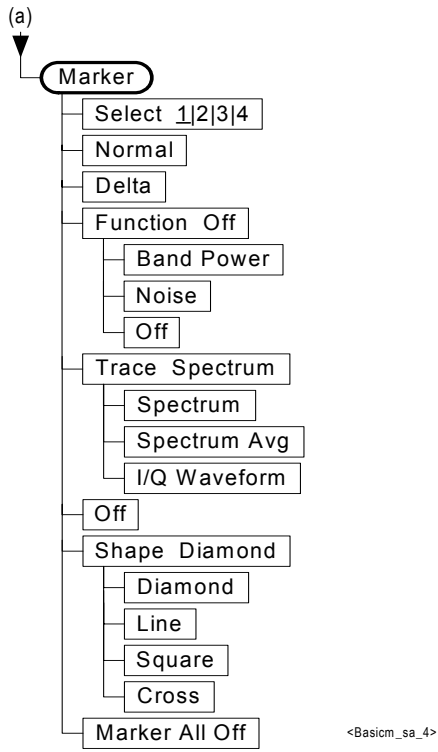 (a)
Marker
Select 1|2|3|4
Normal
Delta
Function Off
Band Power
Noise
Off
Trace Spectrum
Spectrum
Spectrum Avg
I/Q Waveform
Off
Shape Diamond
Diamond
Line
Square
Cross
Marker All Off
<Basicm_sa_4>